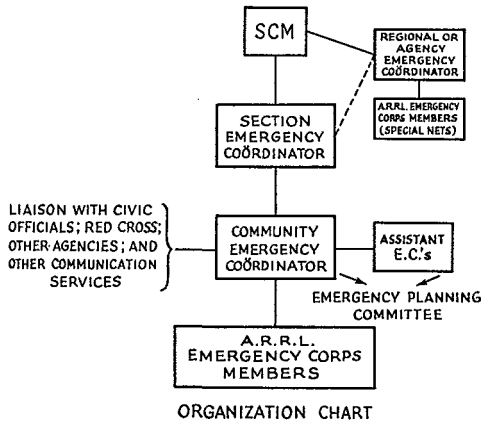 SCM
REGIONAL OR
AGENCY
EMERGENCY
COÖRDINATOR
A.R.R.L. EMERGENCY
CORPS MEMBERS
(SPECIAL NETS)
SECTION
EMERGENCY
COÖRDINATOR
LIAISON WITH CIVIC
OFFICIALS; RED CROSS;
OTHER AGENCIES; AND
OTHER COMMUNICATION
SERVICES
COMMUNITY
EMERGENCY
COÖRDINATOR
ASSISTANT
E.C.'s
EMERGENCY PLANNING
COMMITTEE
A.R.R.L.
EMERGENCY CORPS
MEMBERS
ORGANIZATION CHART